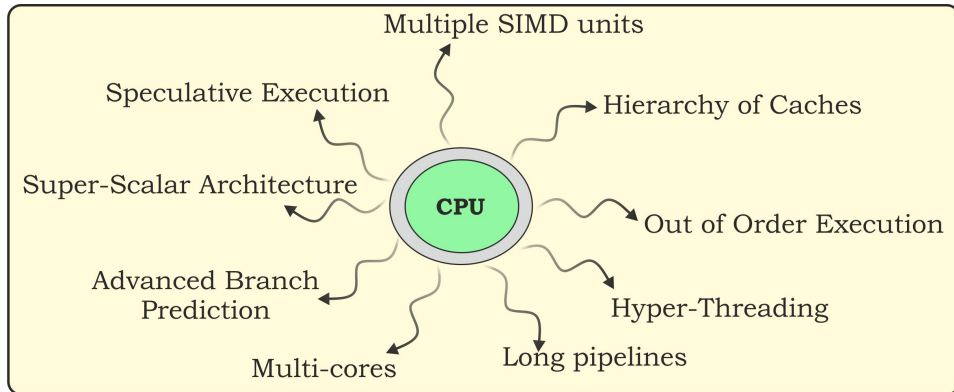 Multiple SIMD units
Speculative Execution
Hierarchy of Caches
Super-Scalar Architecture
CPU
Out of Order Execution
Advanced Branch
Prediction
Hyper-Threading
Multi-cores
Long pipelines